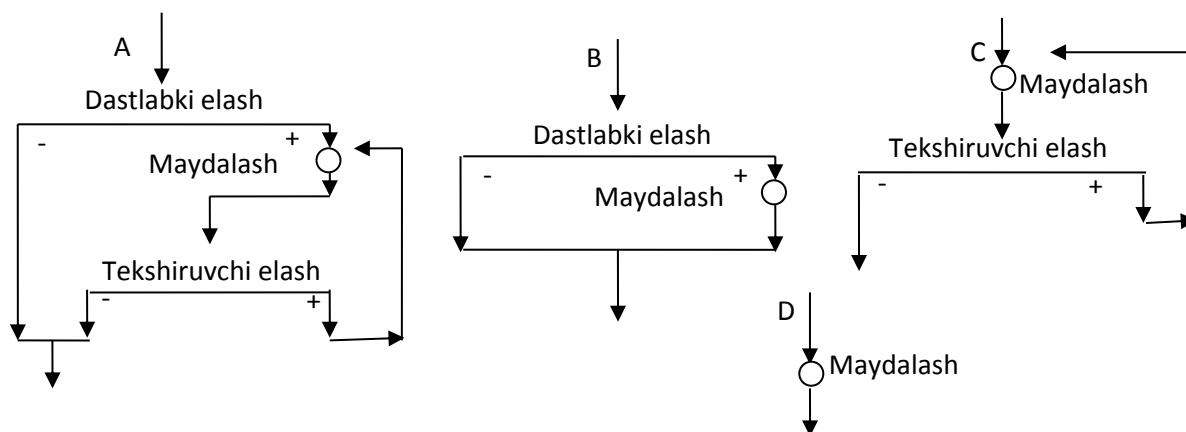 A
Dastlabki elash
-
+
Maydalash
Tekshiruvchi elash
-
+
B
Dastlabki elash
-
+
Maydalash
C
Maydalash
Tekshiruvchi elash
-
+
D
Maydalash